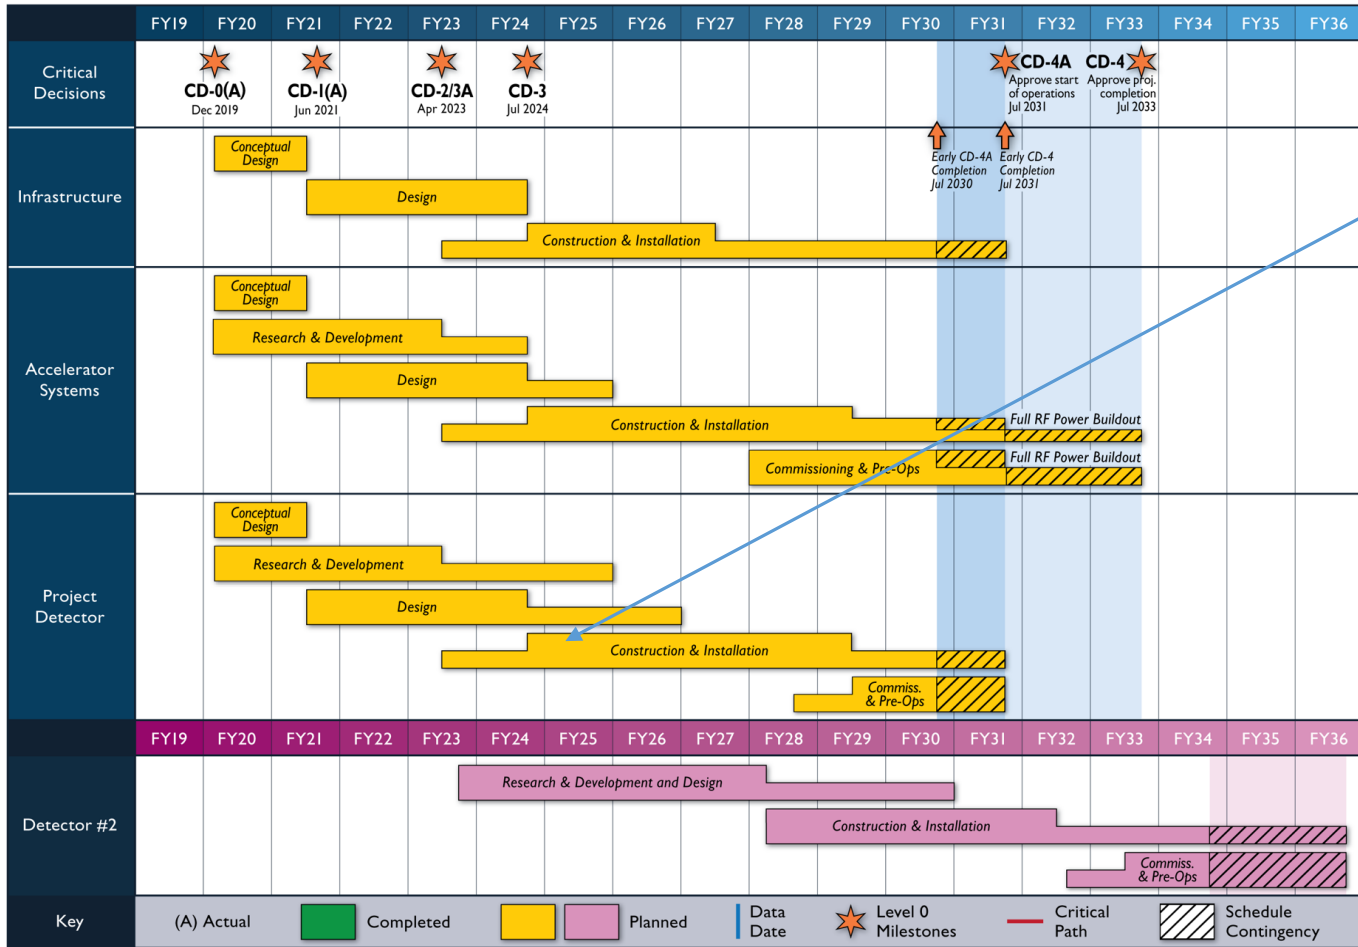 FY19 FY20 FY21 FY22 FY23 FY24 FY25 FY26 FY27 FY28 FY29 FY30 FY31 FY32 FY33 FY34 FY35 FY36
Critical
Decisions
CD-0(A)
Dec 2019
CD-1(A)
Jun 2021
CD-2/3A
Apr 2023
CD-3
Jul 2024
CD-4A
Approve start
of operations
Jul 2031
CD-4
Approve proj.
completion
Jul 2033
Infrastructure
Early CD-4A
Completion
Jul 2030
Early CD-4
Completion
Jul 2031
Conceptual
Design
Design
Construction & Installation
Accelerator
Systems
Conceptual
Design
Research & Development
Design
Construction & Installation
Full RF Power Buildout
Commissioning & Pre-Ops
Full RF Power Buildout
Project
Detector
Conceptual
Design
Research & Development
Design
Construction & Installation
Commiss.
& Pre-Ops
FY19 FY20 FY21 FY22 FY23 FY24 FY25 FY26 FY27 FY28 FY29 FY30 FY31 FY32 FY33 FY34 FY35 FY36
Detector #2
Research & Development and Design
Construction & Installation
Commiss.
& Pre-Ops
Key
(A) Actual
Completed
Planned
Data
Date
Level 0
Milestones
Critical
Path
Schedule
Contingency